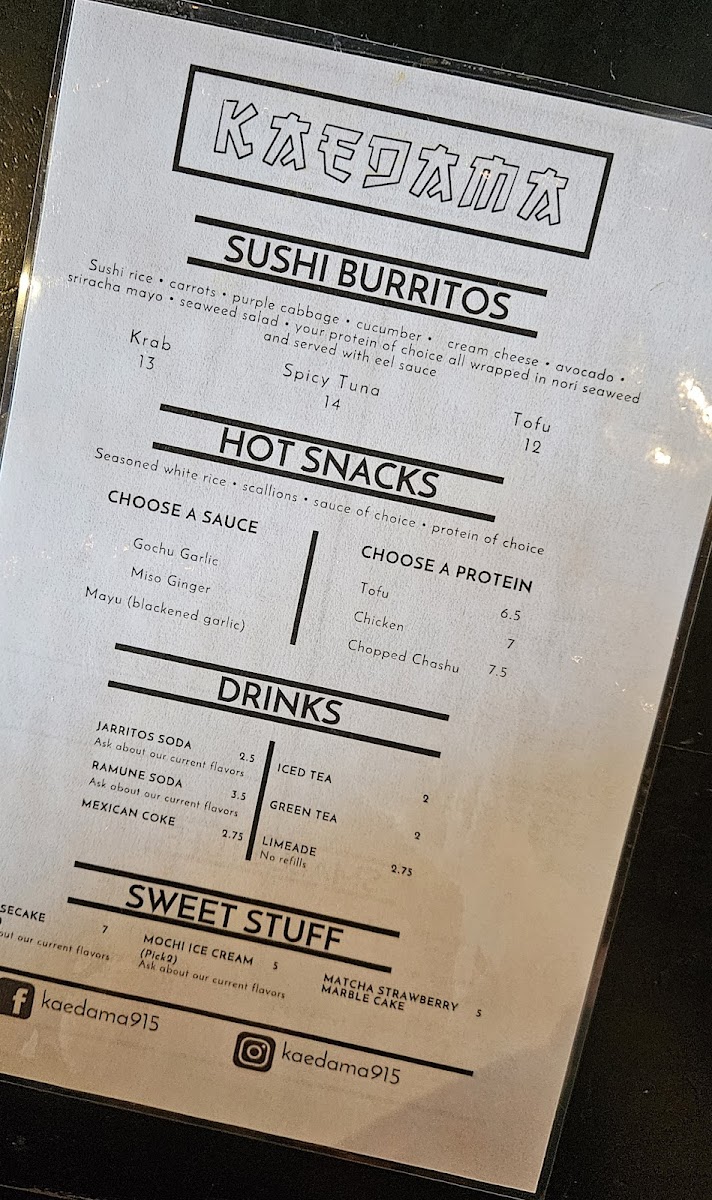 KAEDAMA
SUSHI BURRITOS
Sushi rice • carrots • purple cabbage • cucumber • cream cheese • avocado •
sriracha mayo • seaweed salad • your protein of choice all wrapped in nori seaweed
and served with eel sauce
Krab
13
Spicy Tuna
14
Tofu
12
HOT SNACKS
Seasoned white rice • scallions • sauce of choice • protein of choice
CHOOSE A SAUCE
Gochu Garlic
Miso Ginger
Mayu (blackened garlic)
CHOOSE A PROTEIN
Tofu 6.5
Chicken 7
Chopped Chashu 7.5
DRINKS
JARRITOS SODA 2.5
Ask about our current flavors
RAMUNE SODA 3.5
Ask about our current flavors
MEXICAN COKE 2.75
ICED TEA 2
GREEN TEA 2
LIMEADE 2.75
No refills
SWEET STUFF
SECAKE 7
out our current flavors
MOCHI ICE CREAM 5
(Pick2)
Ask about our current flavors
MATCHA STRAWBERRY
MARBLE CAKE 5
kaedama915
kaedama915